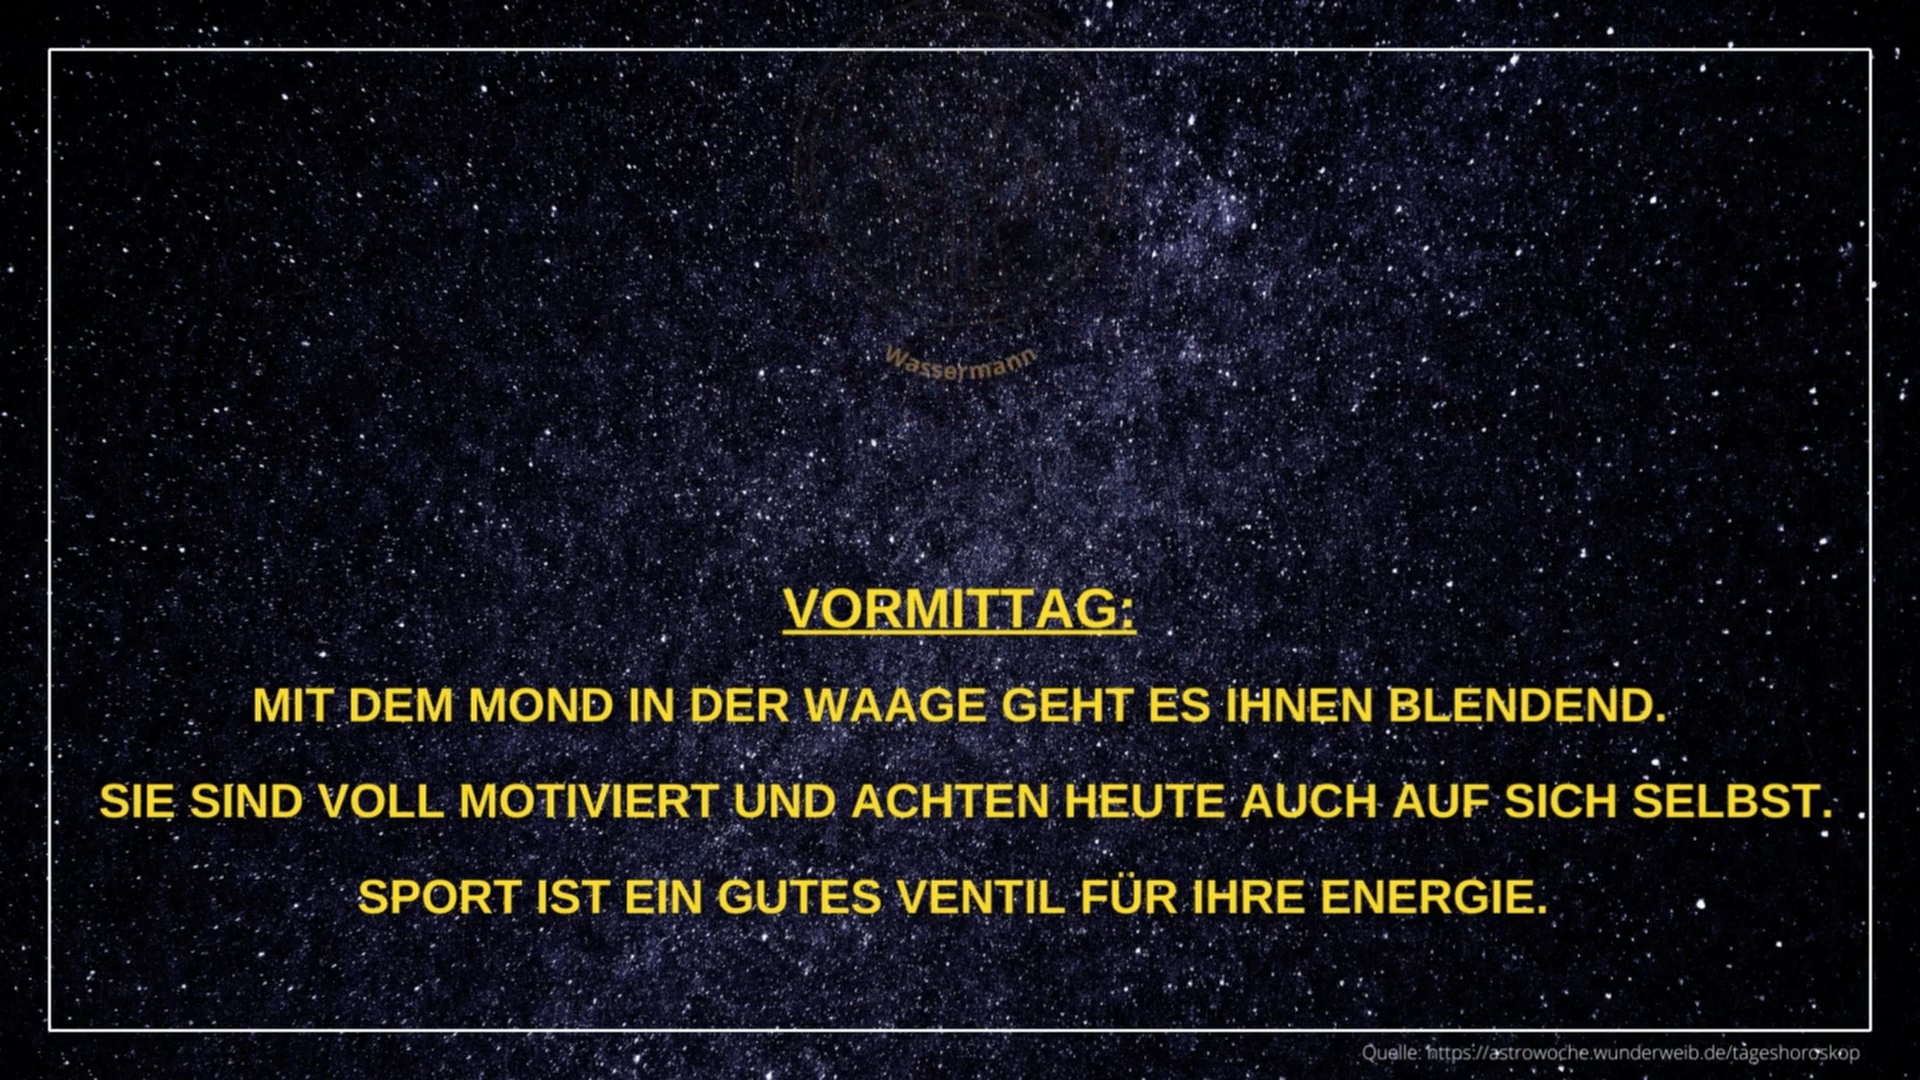 Wassermann
VORMITTAG:
MIT DEM MOND IN DER WAAGE GEHT ES IHNEN BLENDEND.
SIE SIND VOLL MOTIVIERT UND ACHTEN HEUTE AUCH AUF SICH SELBST.
SPORT IST EIN GUTES VENTIL FÜR IHRE ENERGIE.
Quelle: https://astrowoche.wunderweib.de/tageshoroskop